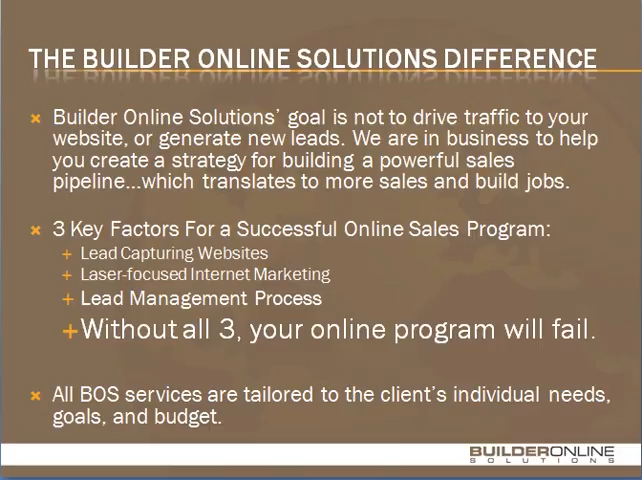 THE BUILDER ONLINE SOLUTIONS DIFFERENCE
Builder Online Solutions' goal is not to drive traffic to your
website, or generate new leads. We are in business to help
you create a strategy for building a powerful sales
pipeline...which translates to more sales and build jobs.
3 Key Factors For a Successful Online Sales Program:
+ Lead Capturing Websites
+ Laser-focused Internet Marketing
+ Lead Management Process
+ Without all 3, your online program will fail.
All BOS services are tailored to the client's individual needs,
goals, and budget.
BUILDERONLINE
SOLUTIONS